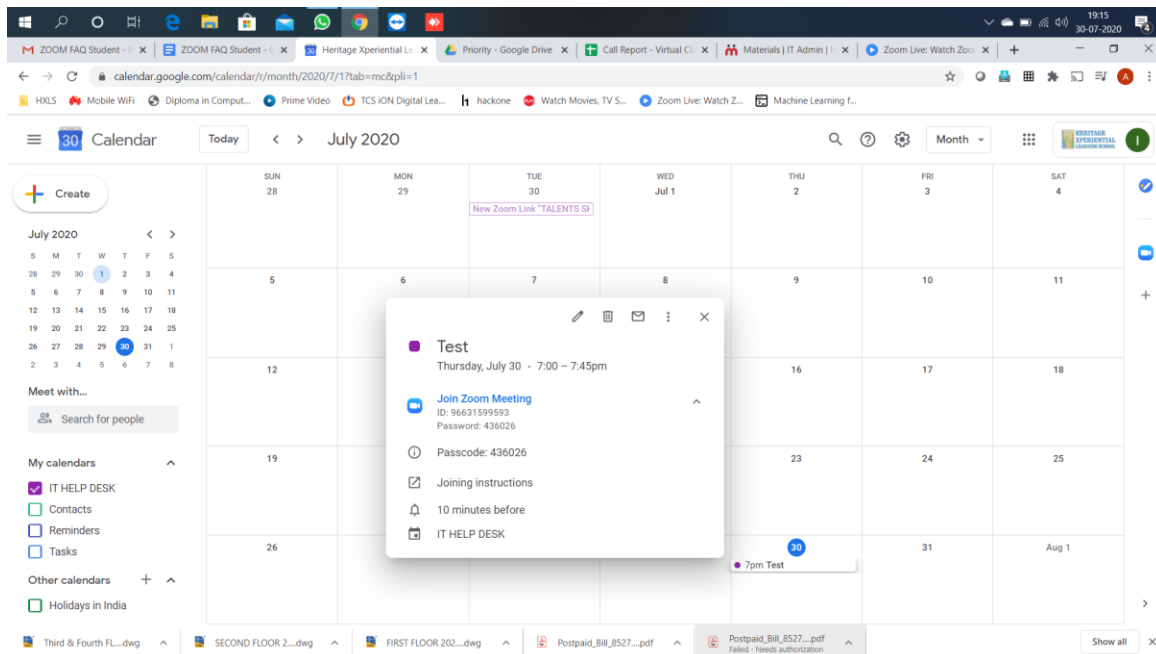 19:15
30-07-2020
ZOOM FAQ Student - I
ZOOM FAQ Student - G
Heritage Xperiential Le
Priority - Google Drive
Call Report - Virtual Cl
Materials | IT Admin | H
Zoom Live: Watch Zoo
calendar.google.com/calendar/r/month/2020/7/1?tab=mc&pli=1
A
HXLS
Mobile WiFi
Diploma in Comput...
Prime Video
TCS iON Digital Lea...
hackone
Watch Movies, TV S...
Zoom Live: Watch Z...
Machine Learning f...
30 Calendar
Today
July 2020
Month
HERITAGE
XPERIENTIAL
LEARNING SCHOOL
I
Create
SUN MON TUE WED THU FRI SAT
28 29 30 Jul 1 2 3 4
New Zoom Link "TALENTS SH
July 2020
S M T W T F S
28 29 30 1 2 3 4
5 6 7 8 9 10 11
12 13 14 15 16 17 18
19 20 21 22 23 24 25
26 27 28 29 30 31 1
2 3 4 5 6 7 8
Meet with...
Search for people
My calendars
IT HELP DESK
Contacts
Reminders
Tasks
Other calendars
Holidays in India
5 6 7 8 9 10 11
12 16 17 18
19 23 24 25
26 30 31 Aug 1
7pm Test
Test
Thursday, July 30 · 7:00 – 7:45pm
Join Zoom Meeting
ID: 96631599593
Password: 436026
Passcode: 436026
Joining instructions
10 minutes before
IT HELP DESK
Third & Fourth FL....dwg
SECOND FLOOR 2....dwg
FIRST FLOOR 202....dwg
Postpaid_Bill_8527....pdf
Postpaid_Bill_8527....pdf
Failed - Needs authorization
Show all